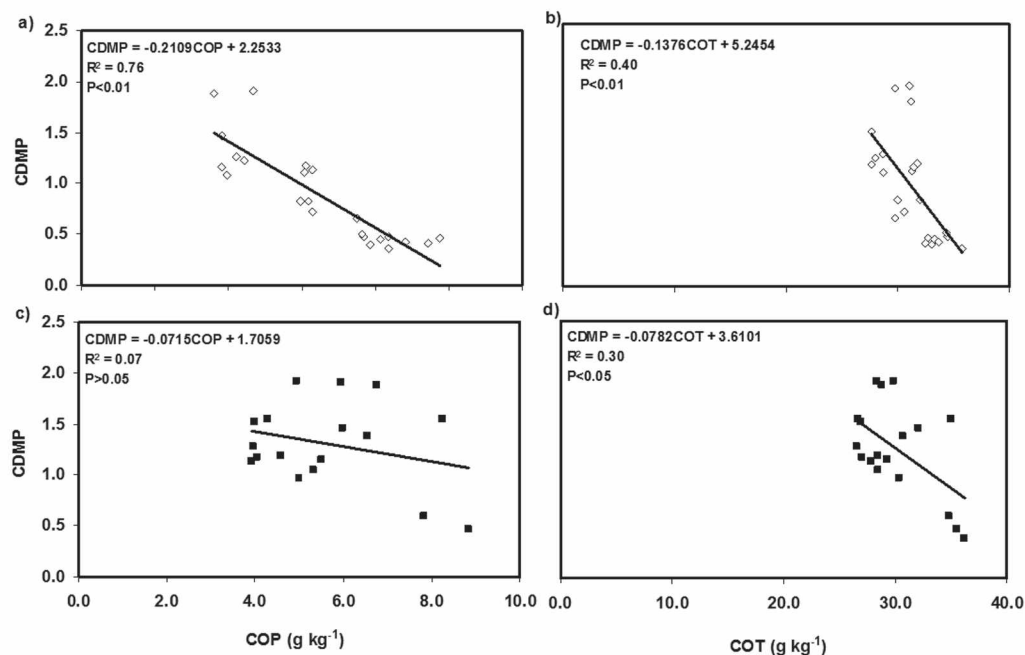 a)
CDMP = -0.2109COP + 2.2533
R² = 0.76
P<0.01
2.5
2.0
1.5
1.0
0.5
0.0
CDMP
b)
CDMP = -0.1376COT + 5.2454
R² = 0.40
P<0.01
c)
CDMP = -0.0715COP + 1.7059
R² = 0.07
P>0.05
2.5
2.0
1.5
1.0
0.5
0.0
CDMP
0.0 2.0 4.0 6.0 8.0 10.0
COP (g kg⁻¹)
d)
CDMP = -0.0782COT + 3.6101
R² = 0.30
P<0.05
0.0 10.0 20.0 30.0 40.0
COT (g kg⁻¹)